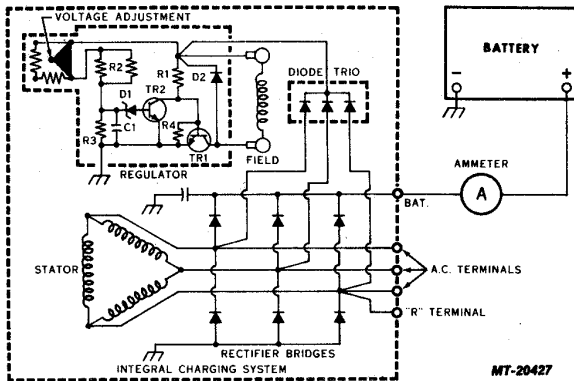 VOLTAGE ADJUSTMENT
R2
R1
D2
D1
TR2
R3
C1
R4
TR1
REGULATOR
FIELD
DIODE TRIO
BATTERY
- +
AMMETER
A
BAT.
STATOR
A.C. TERMINALS
"R" TERMINAL
RECTIFIER BRIDGES
INTEGRAL CHARGING SYSTEM
MT-20427